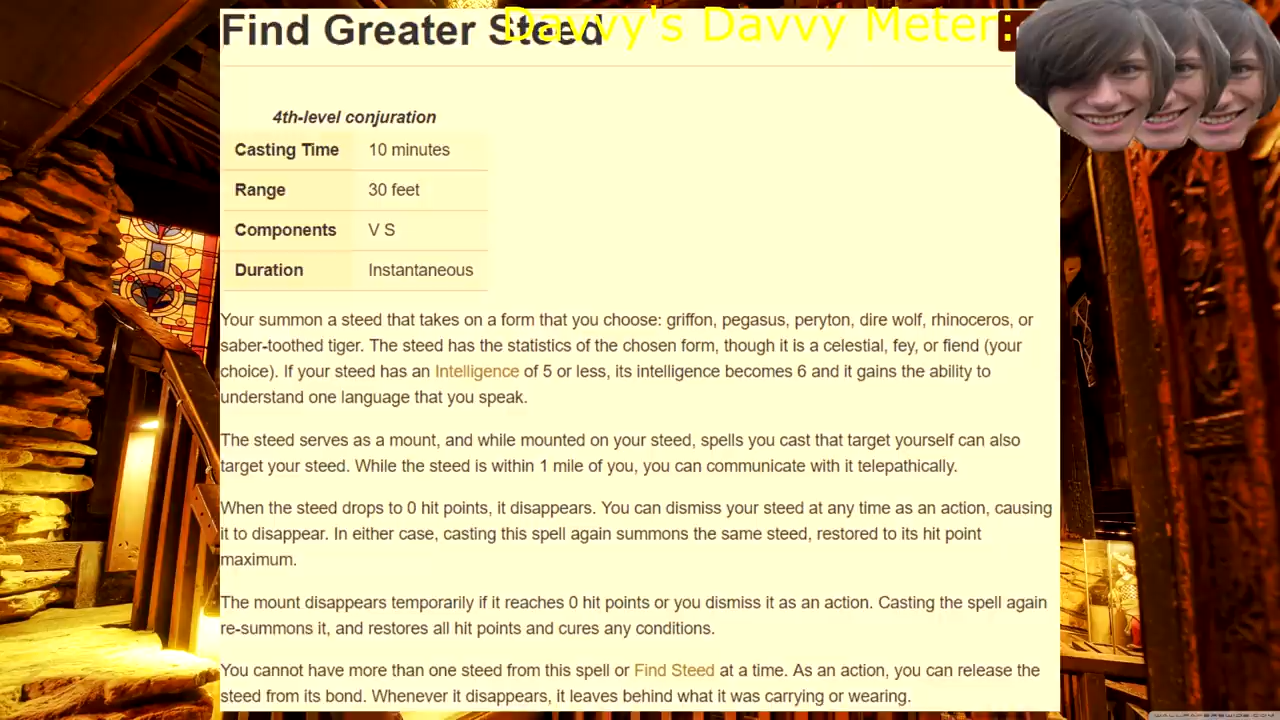 Find Greater Steed
Davvy's Davvy Meter:
4th-level conjuration
Casting Time 10 minutes
Range 30 feet
Components V S
Duration Instantaneous
Your summon a steed that takes on a form that you choose: griffon, pegasus, peryton, dire wolf, rhinoceros, or
saber-toothed tiger. The steed has the statistics of the chosen form, though it is a celestial, fey, or fiend (your
choice). If your steed has an Intelligence of 5 or less, its intelligence becomes 6 and it gains the ability to
understand one language that you speak.
The steed serves as a mount, and while mounted on your steed, spells you cast that target yourself can also
target your steed. While the steed is within 1 mile of you, you can communicate with it telepathically.
When the steed drops to 0 hit points, it disappears. You can dismiss your steed at any time as an action, causing
it to disappear. In either case, casting this spell again summons the same steed, restored to its hit point
maximum.
The mount disappears temporarily if it reaches 0 hit points or you dismiss it as an action. Casting the spell again
re-summons it, and restores all hit points and cures any conditions.
You cannot have more than one steed from this spell or Find Steed at a time. As an action, you can release the
steed from its bond. Whenever it disappears, it leaves behind what it was carrying or wearing.